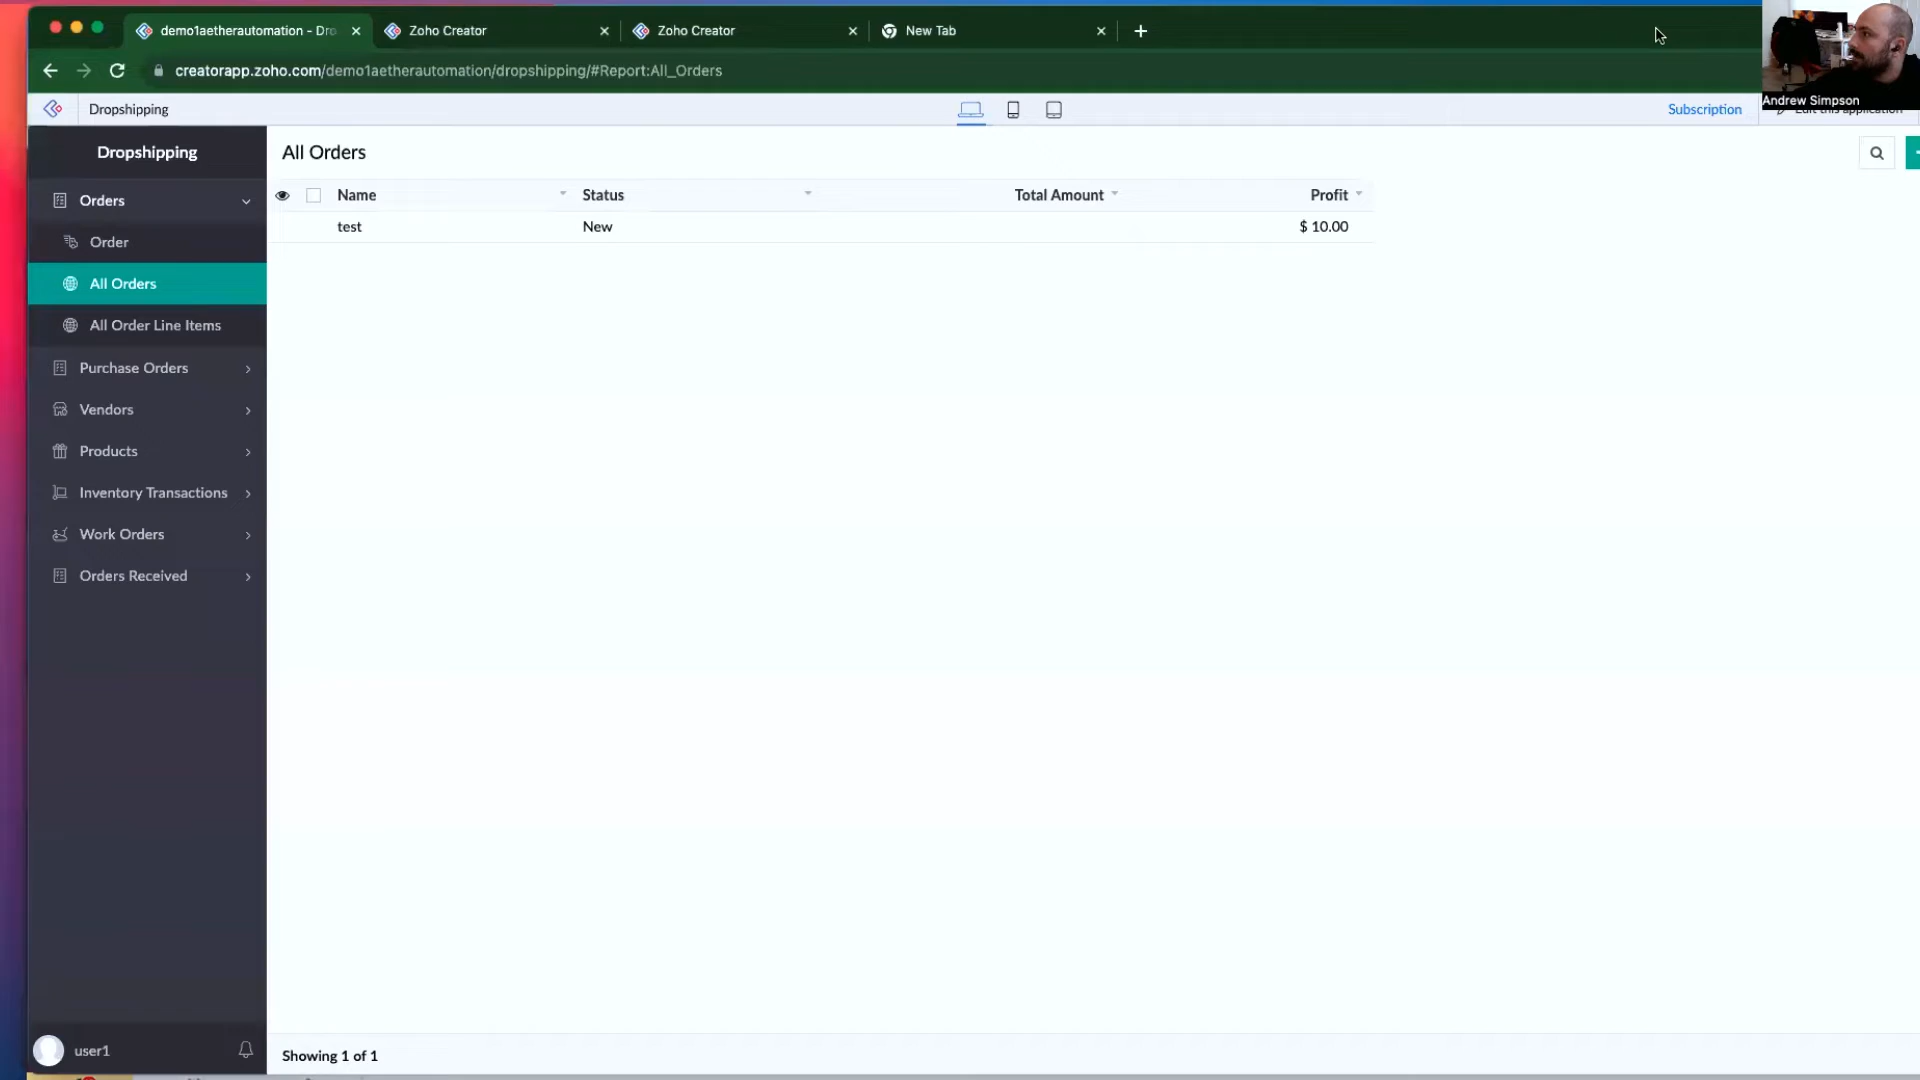 demo1aetherautomation - Dro
Zoho Creator
Zoho Creator
New Tab
creatorapp.zoho.com/demo1aetherautomation/dropshipping/#Report:All_Orders
Dropshipping
Subscription
Edit this application
Andrew Simpson
Dropshipping
Orders
Order
All Orders
All Order Line Items
Purchase Orders
Vendors
Products
Inventory Transactions
Work Orders
Orders Received
user1
All Orders
Name Status Total Amount Profit
test New $ 10.00
Showing 1 of 1